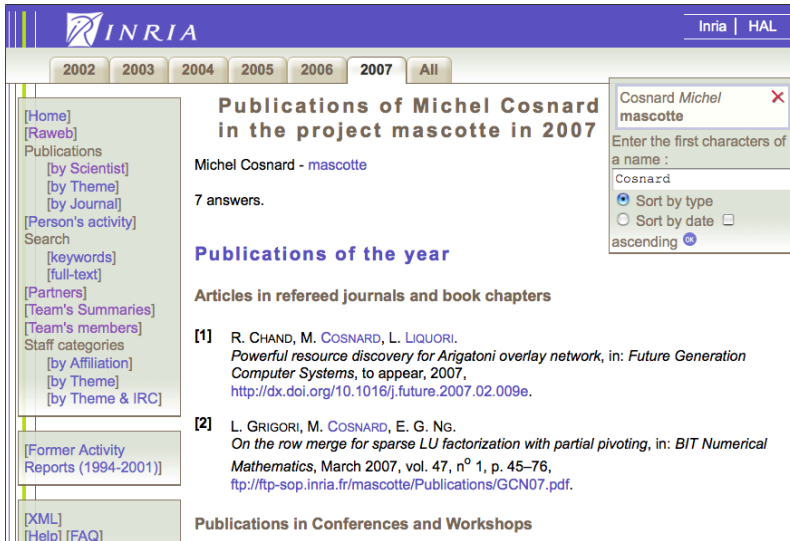 INRIA
Inria | HAL
2002 2003 2004 2005 2006 2007 All
[Home]
[Raweb]
Publications
[by Scientist]
[by Theme]
[by Journal]
[Person's activity]
Search
[keywords]
[full-text]
[Partners]
[Team's Summaries]
[Team's members]
Staff categories
[by Affiliation]
[by Theme]
[by Theme & IRC]
[Former Activity
Reports (1994-2001)]
[XML]
[Help] [FAQ]
Publications of Michel Cosnard
in the project mascotte in 2007
Michel Cosnard - mascotte
7 answers.
Publications of the year
Articles in refereed journals and book chapters
[1] R. CHAND, M. COSNARD, L. LIQUORI.
Powerful resource discovery for Arigatoni overlay network, in: Future Generation
Computer Systems, to appear, 2007,
http://dx.doi.org/10.1016/j.future.2007.02.009e.
[2] L. GRIGORI, M. COSNARD, E. G. NG.
On the row merge for sparse LU factorization with partial pivoting, in: BIT Numerical
Mathematics, March 2007, vol. 47, nº 1, p. 45–76,
ftp://ftp-sop.inria.fr/mascotte/Publications/GCN07.pdf.
Publications in Conferences and Workshops
Cosnard Michel
mascotte
Enter the first characters of
a name :
Cosnard
Sort by type
Sort by date
ascending OK